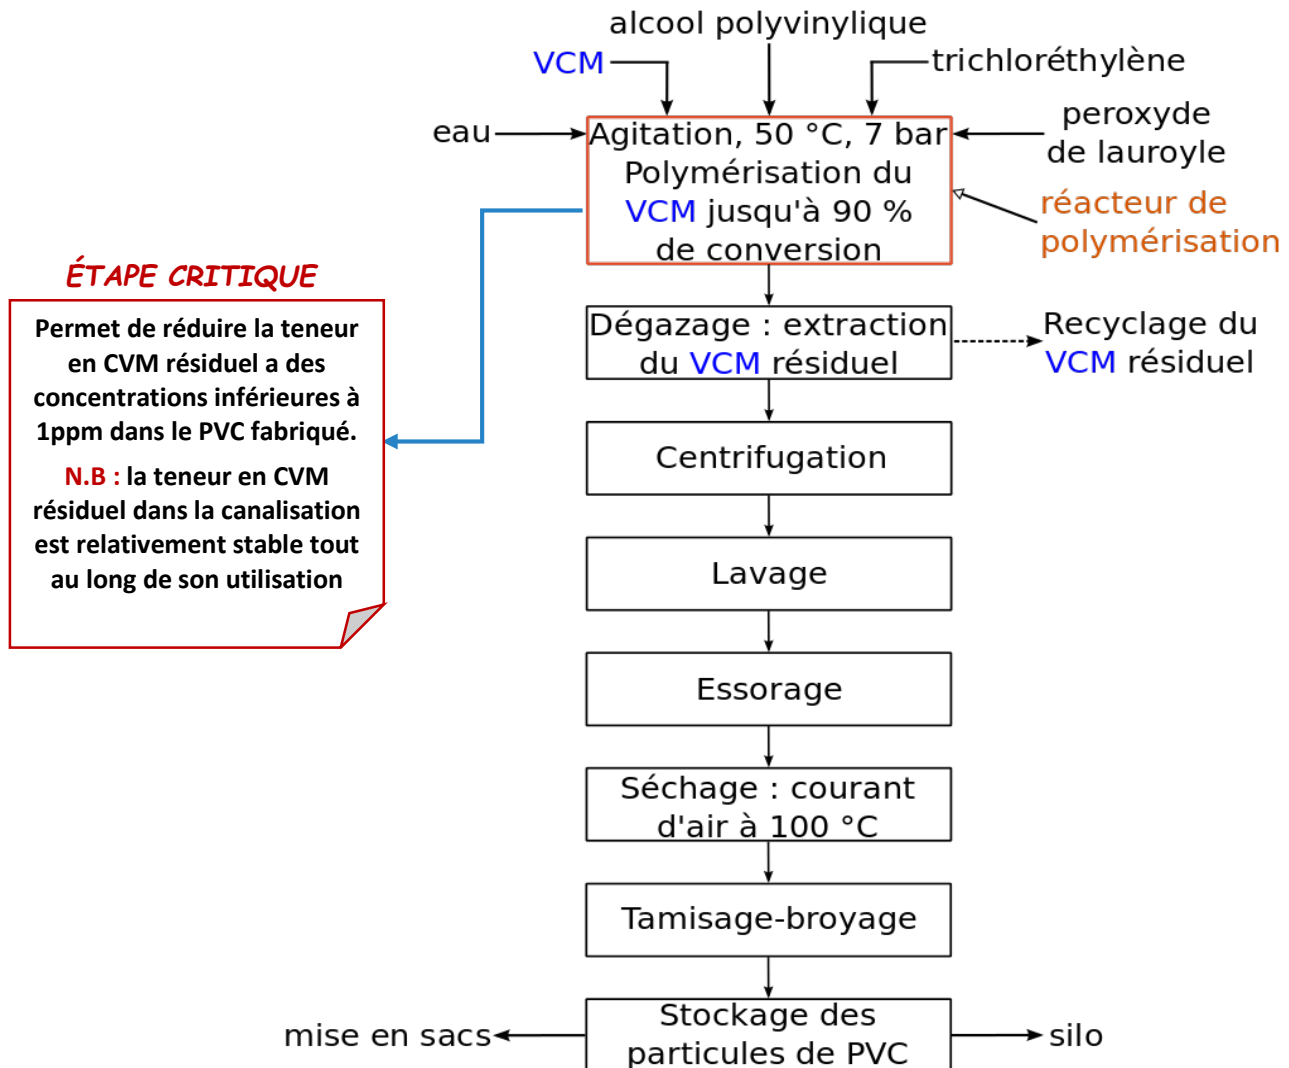 alcool polyvinylique
VCM
trichloréthylène
eau
Agitation, 50 °C, 7 bar
Polymérisation du
VCM jusqu'à 90 %
de conversion
peroxyde
de lauroyle
réacteur de
polymérisation
ÉTAPE CRITIQUE
Permet de réduire la teneur
en CVM résiduel a des
concentrations inférieures à
1ppm dans le PVC fabriqué.
N.B : la teneur en CVM
résiduel dans la canalisation
est relativement stable tout
au long de son utilisation
Dégazage : extraction
du VCM résiduel
Recyclage du
VCM résiduel
Centrifugation
Lavage
Essorage
Séchage : courant
d'air à 100 °C
Tamisage-broyage
mise en sacs
Stockage des
particules de PVC
silo